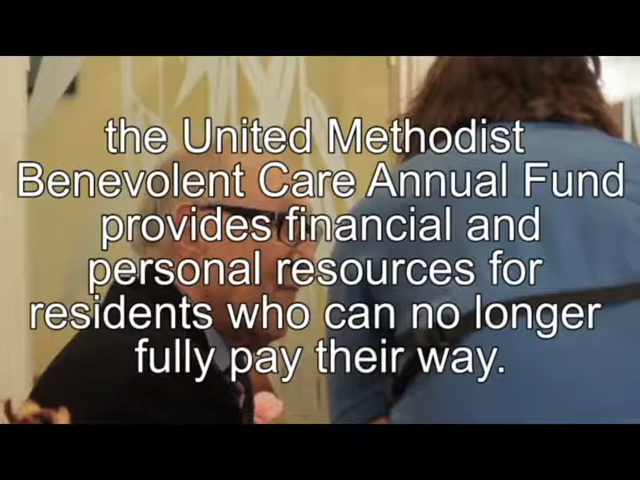 the United Methodist
Benevolent Care Annual Fund
provides financial and
personal resources for
residents who can no longer
fully pay their way.